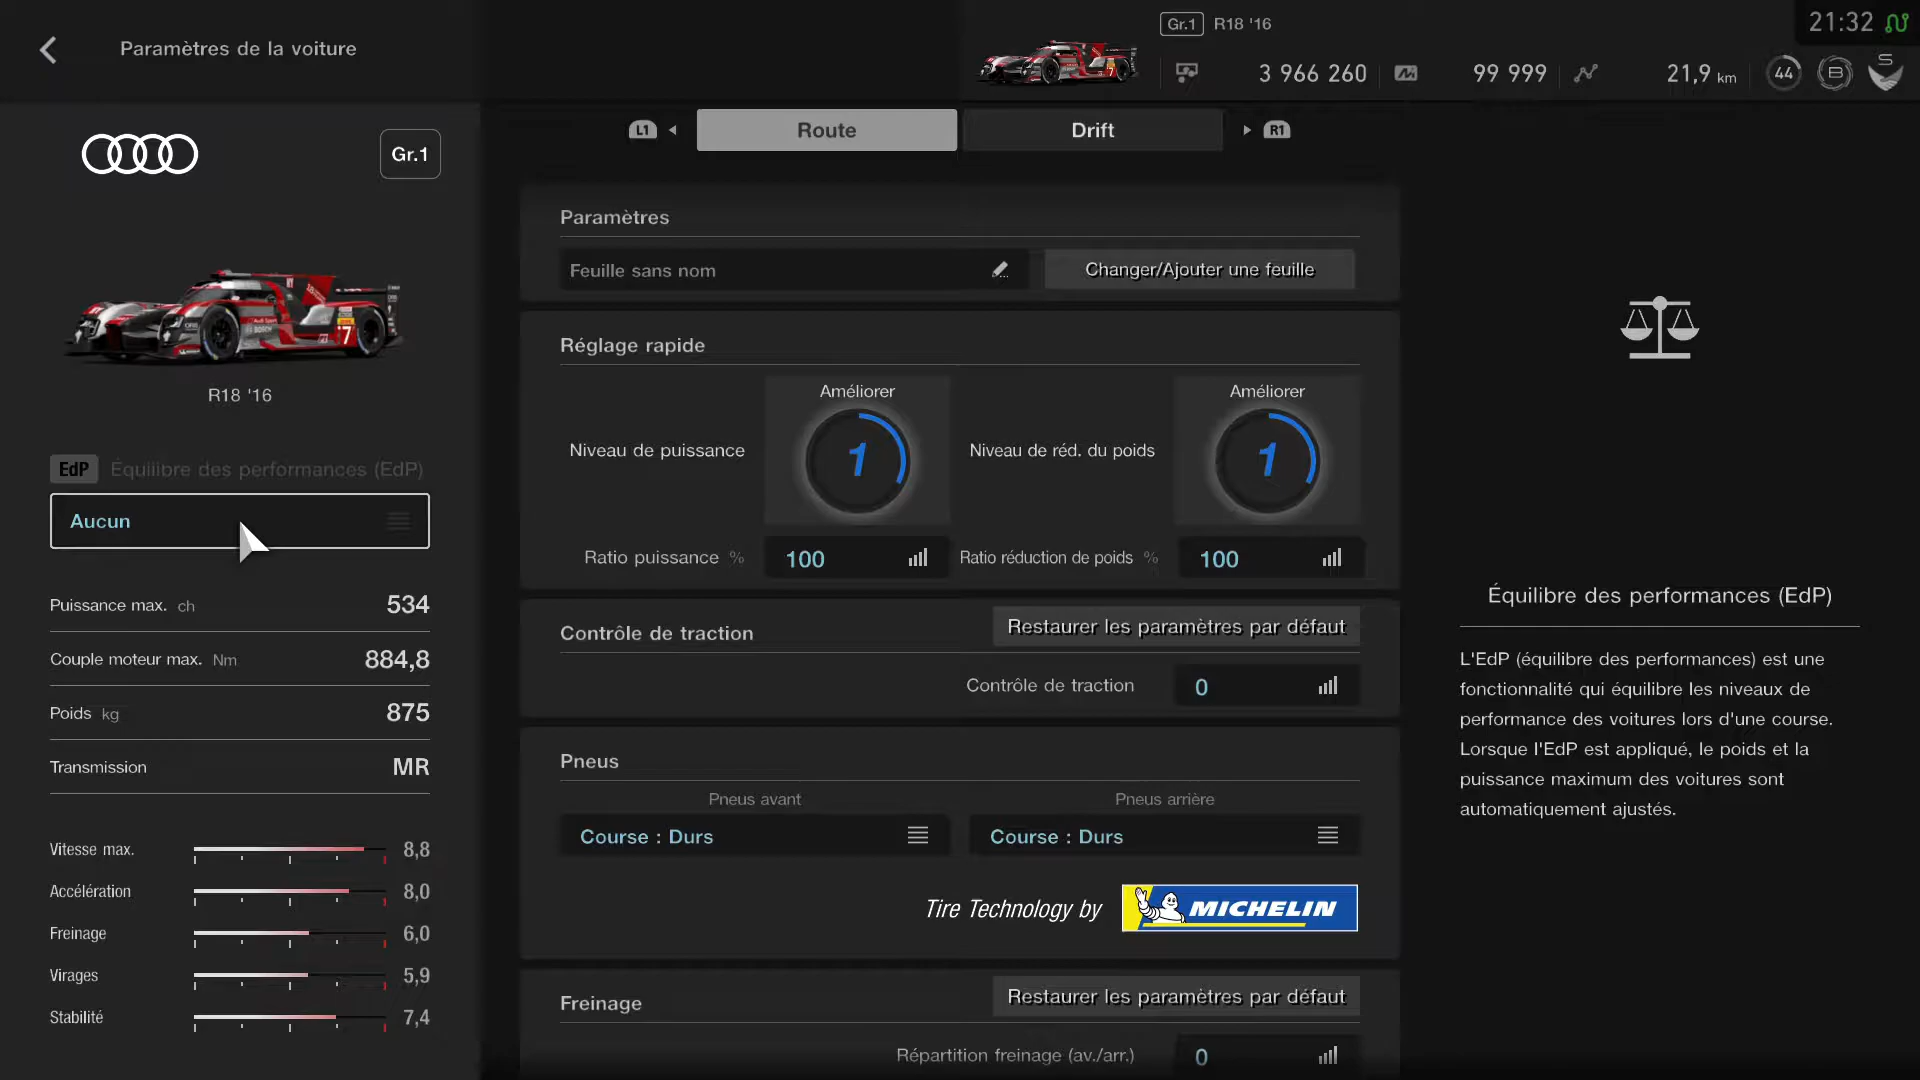 Paramètres de la voiture
Gr.1 R18 '16
21:32
3 966 260
99 999
21,9 km
44
B
S
Gr.1
R18 '16
EdP Équilibre des performances (EdP)
Aucun
Puissance max. ch 534
Couple moteur max. Nm 884,8
Poids kg 875
Transmission MR
Vitesse max. 8,8
Accélération 8,0
Freinage 6,0
Virages 5,9
Stabilité 7,4
L1 Route Drift R1
Paramètres
Feuille sans nom
Changer/Ajouter une feuille
Réglage rapide
Niveau de puissance
Améliorer
1
Niveau de réd. du poids
Améliorer
1
Ratio puissance % 100
Ratio réduction de poids % 100
Contrôle de traction
Restaurer les paramètres par défaut
Contrôle de traction 0
Pneus
Pneus avant
Pneus arrière
Course : Durs
Course : Durs
Tire Technology by MICHELIN
Freinage
Restaurer les paramètres par défaut
Répartition freinage (av./arr.) 0
Équilibre des performances (EdP)
L'EdP (équilibre des performances) est une
fonctionnalité qui équilibre les niveaux de
performance des voitures lors d'une course.
Lorsque l'EdP est appliqué, le poids et la
puissance maximum des voitures sont
automatiquement ajustés.